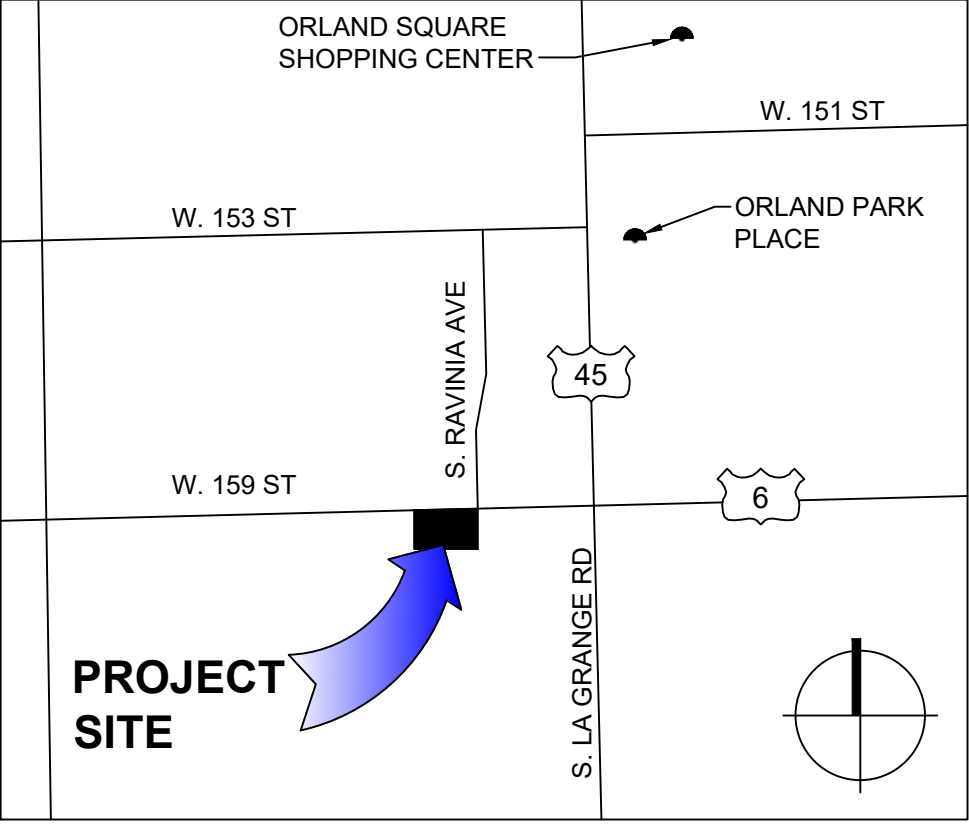 ORLAND SQUARE
SHOPPING CENTER
W. 151 ST
W. 153 ST
ORLAND PARK
PLACE
S. RAVINIA AVE
45
W. 159 ST
6
S. LA GRANGE RD
PROJECT
SITE